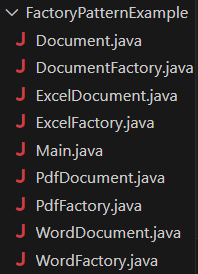 FactoryPatternExample
Document.java
DocumentFactory.java
ExcelDocument.java
ExcelFactory.java
Main.java
PdfDocument.java
PdfFactory.java
WordDocument.java
WordFactory.java